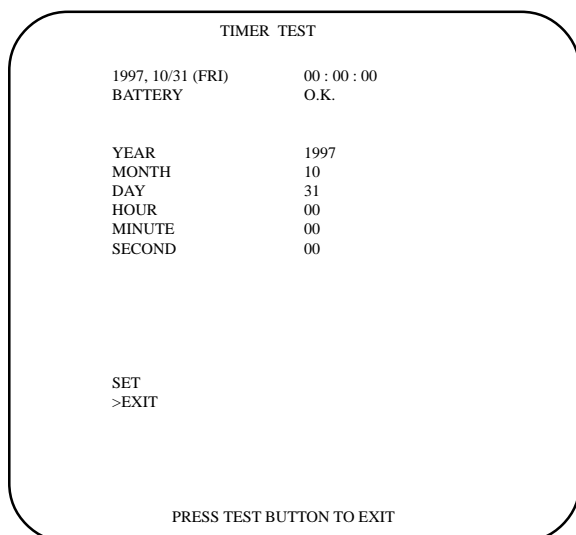 TIMER TEST
1997, 10/31 (FRI) 00 : 00 : 00
BATTERY O.K.
YEAR 1997
MONTH 10
DAY 31
HOUR 00
MINUTE 00
SECOND 00
SET
>EXIT
PRESS TEST BUTTON TO EXIT